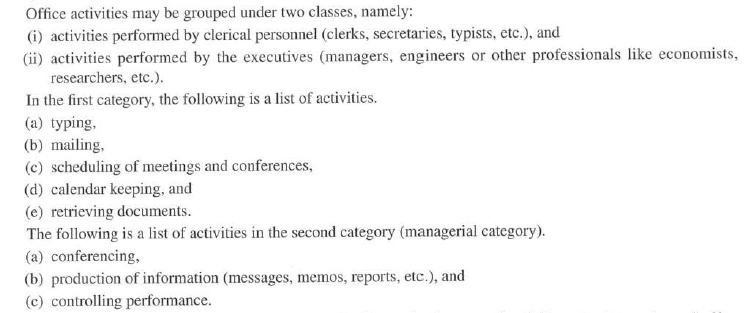 Office activities may be grouped under two classes, namely:
(i) activities performed by clerical personnel (clerks, secretaries, typists, etc.), and
(ii) activities performed by the executives (managers, engineers or other professionals like economists,
researchers, etc.).
In the first category, the following is a list of activities.
(a) typing,
(b) mailing,
(c) scheduling of meetings and conferences,
(d) calendar keeping, and
(e) retrieving documents.
The following is a list of activities in the second category (managerial category).
(a) conferencing,
(b) production of information (messages, memos, reports, etc.), and
(c) controlling performance.